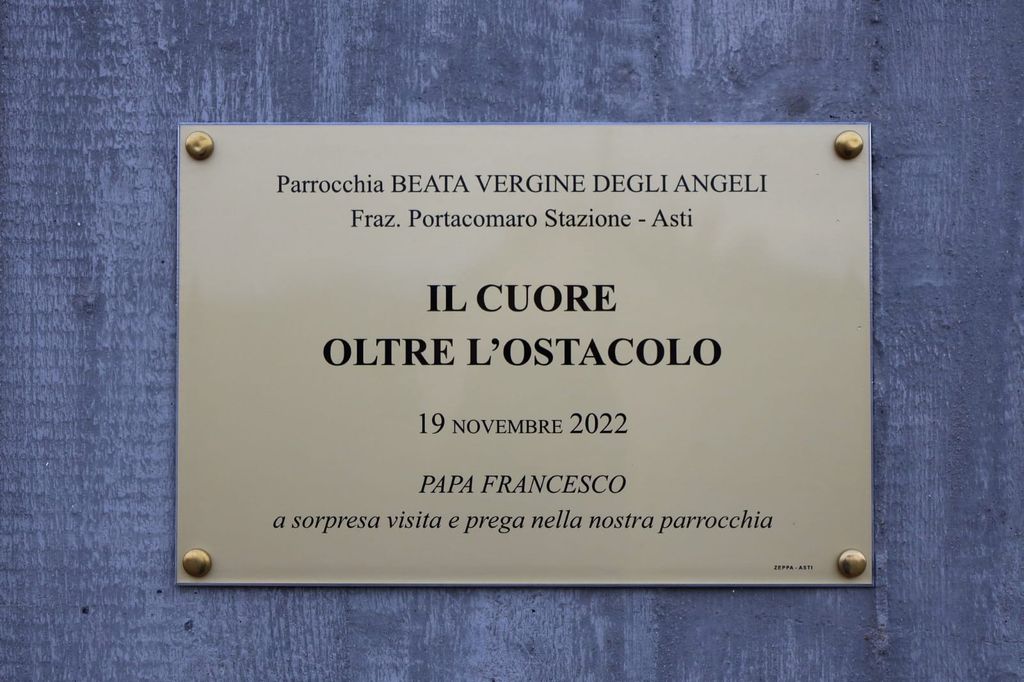 Parrocchia BEATA VERGINE DEGLI ANGELI
Fraz. Portacomaro Stazione - Asti
IL CUORE
OLTRE L’OSTACOLO
19 NOVEMBRE 2022
PAPA FRANCESCO
a sorpresa visita e prega nella nostra parrocchia
ZEPPA - ASTI